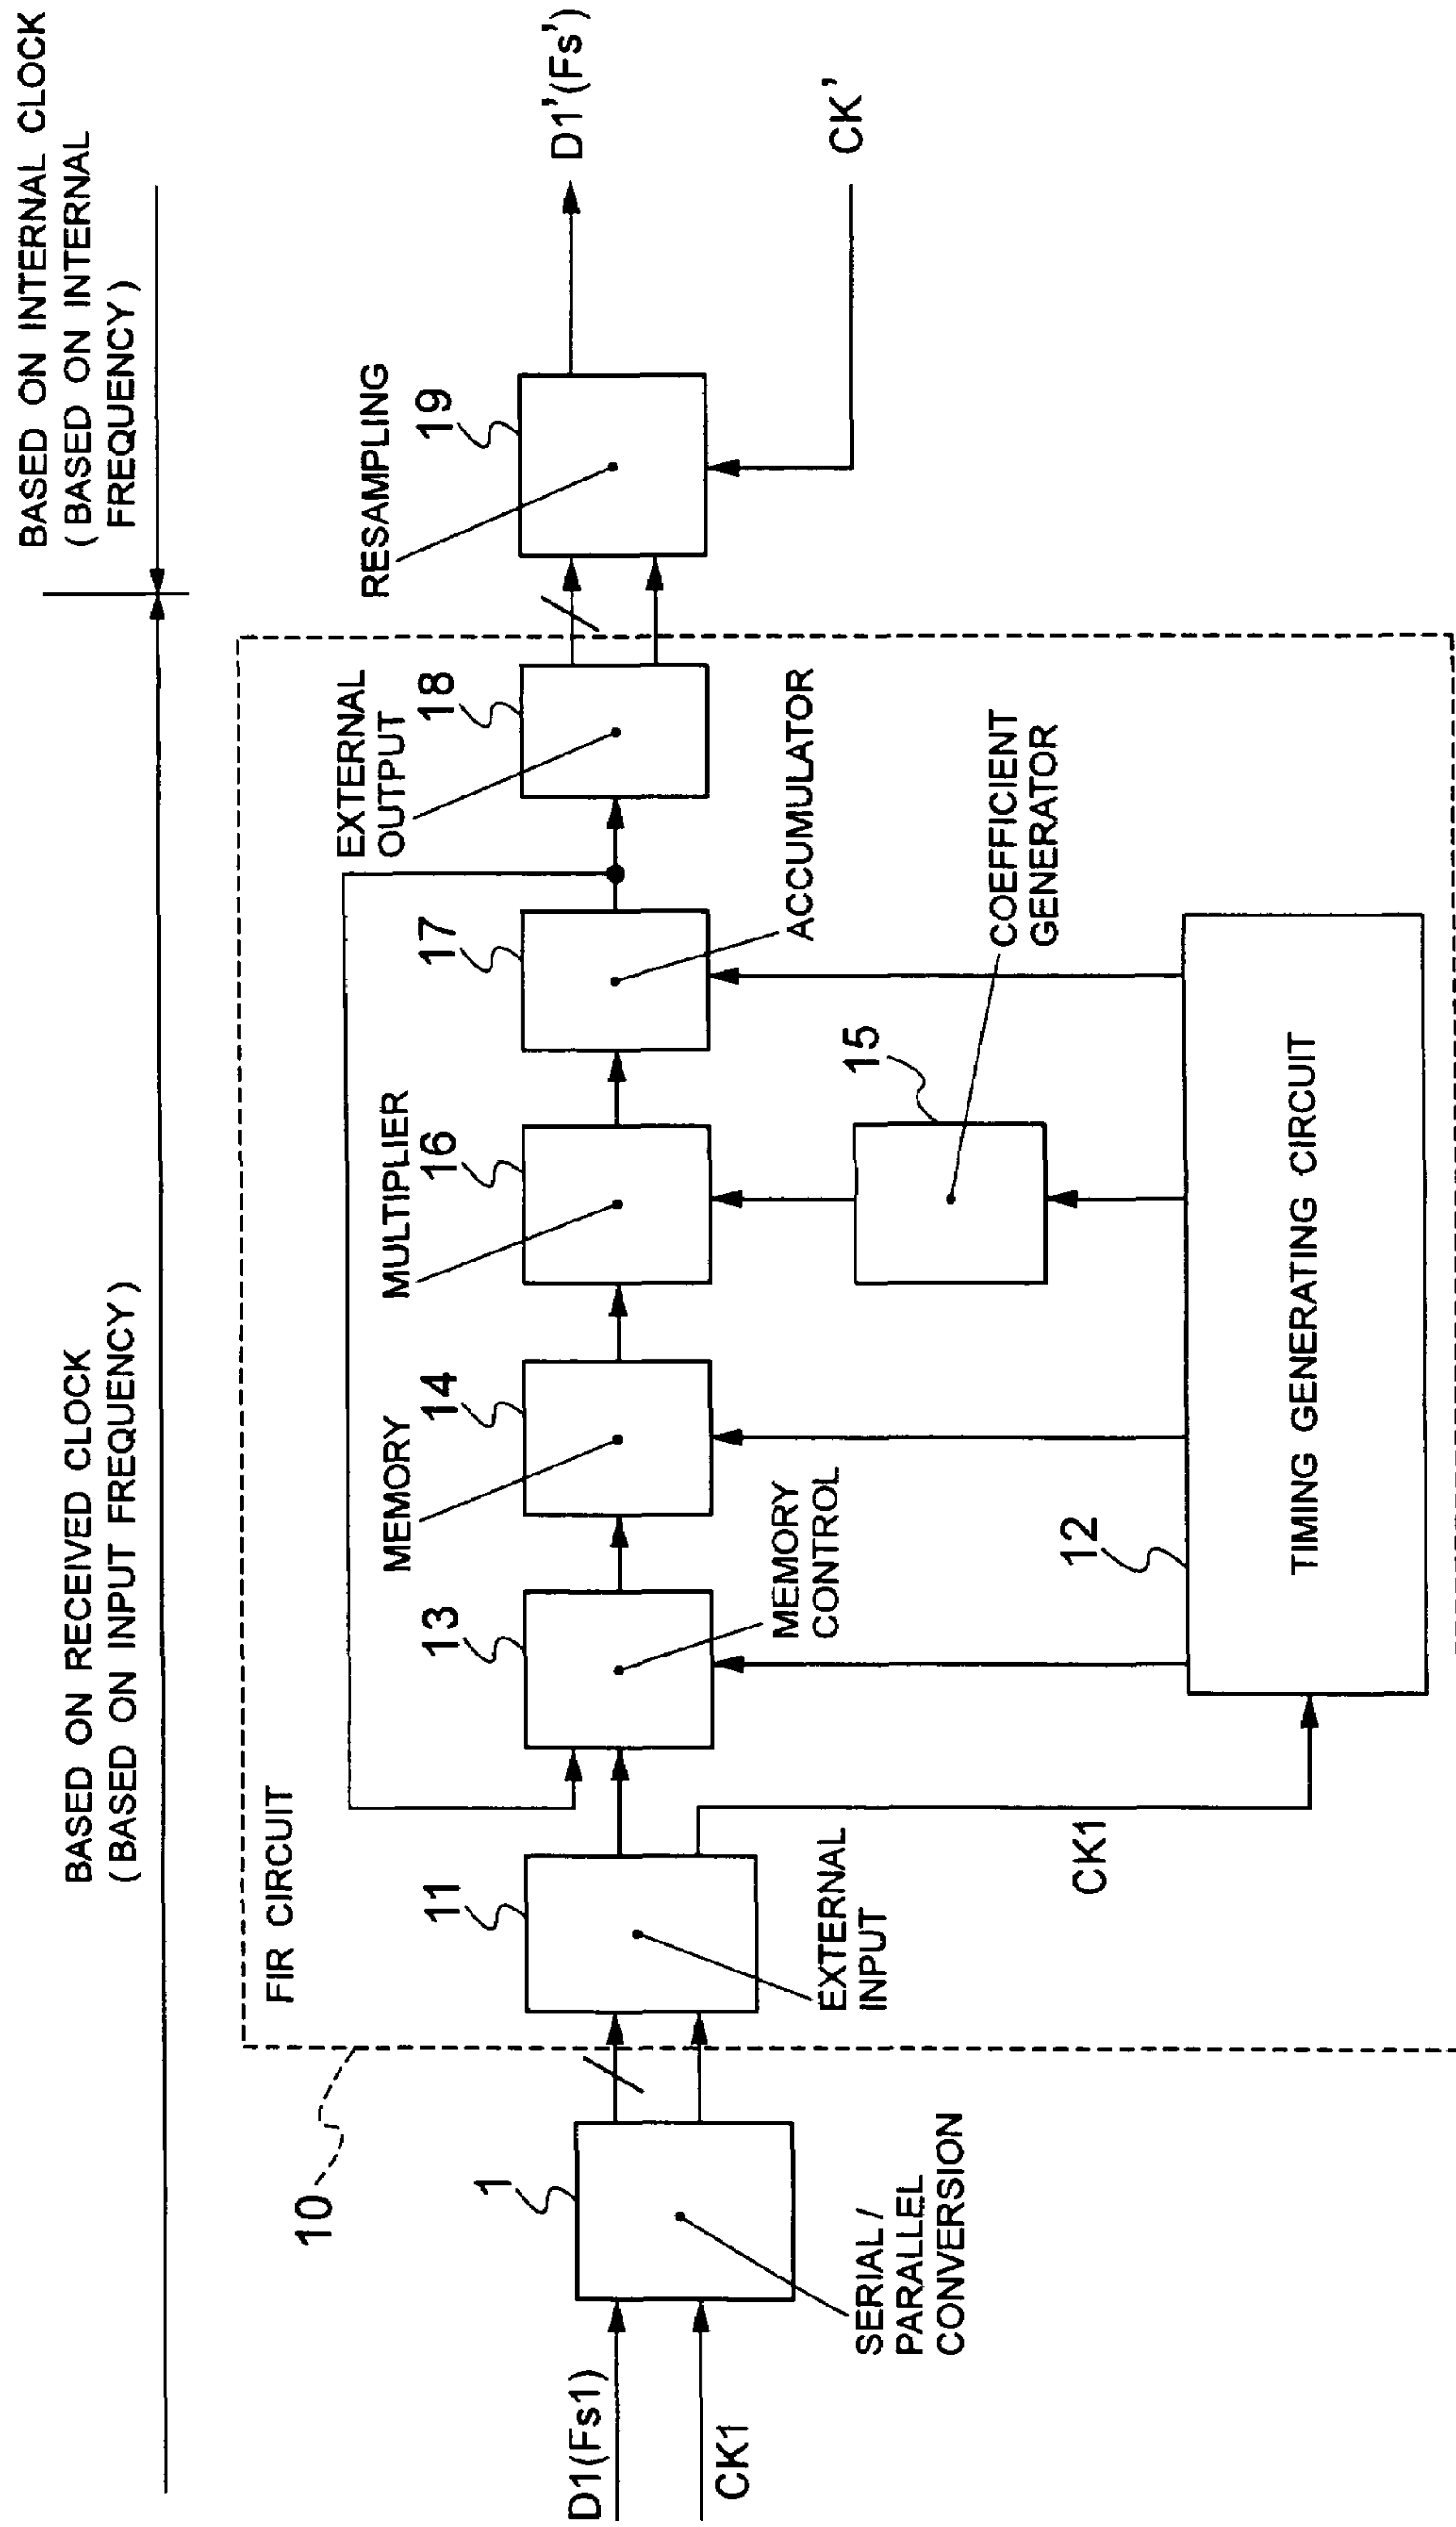 BASED ON RECEIVED CLOCK
(BASED ON INPUT FREQUENCY)
BASED ON INTERNAL CLOCK
(BASED ON INTERNAL
FREQUENCY)
10
FIR CIRCUIT
D1(Fs1)
CK1
1
SERIAL /
PARALLEL
CONVERSION
11
EXTERNAL
INPUT
CK1
13
MEMORY
CONTROL
MEMORY
14
MULTIPLIER
16
17
ACCUMULATOR
EXTERNAL
OUTPUT
18
RESAMPLING
19
D1'(Fs')
CK'
15
COEFFICIENT
GENERATOR
12
TIMING GENERATING CIRCUIT